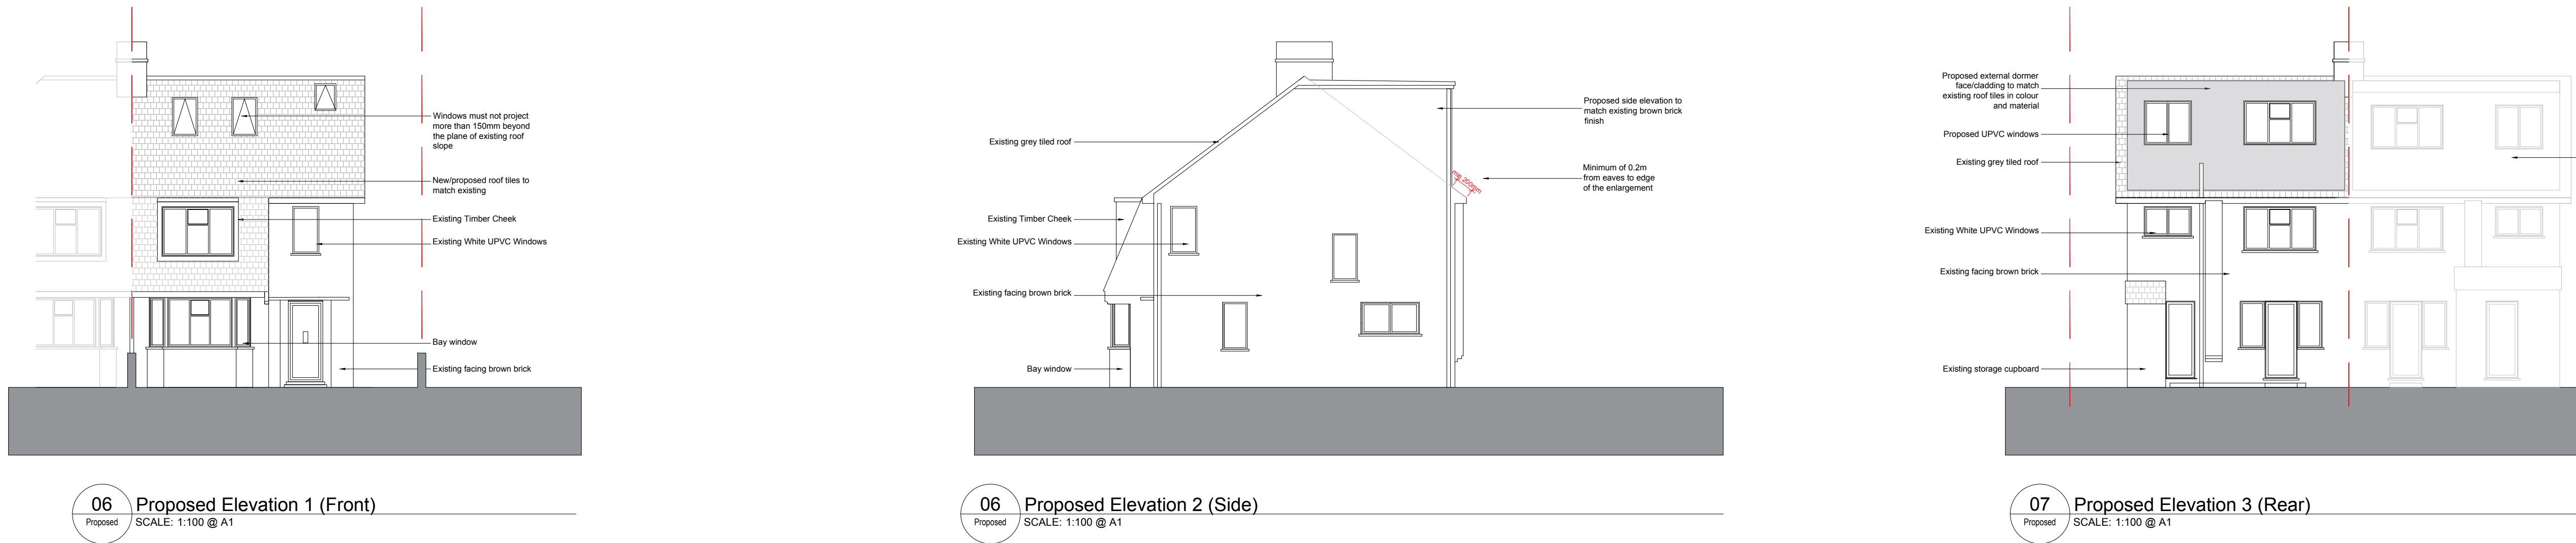 Windows must not project
more than 150mm beyond
the plane of existing roof
slope
New/proposed roof tiles to
match existing
Existing Timber Cheek
Existing White UPVC Windows
Bay window
Existing facing brown brick
06
Proposed
Proposed Elevation 1 (Front)
SCALE: 1:100 @ A1
Existing grey tiled roof
Existing Timber Cheek
Existing White UPVC Windows
Existing facing brown brick
Bay window
Proposed side elevation to
match existing brown brick
finish
Minimum of 0.2m
from eaves to edge
of the enlargement
06
Proposed
Proposed Elevation 2 (Side)
SCALE: 1:100 @ A1
Proposed external dormer
face/cladding to match
existing roof tiles in colour
and material
Proposed UPVC windows
Existing grey tiled roof
Existing White UPVC Windows
Existing facing brown brick
Existing storage cupboard
07
Proposed
Proposed Elevation 3 (Rear)
SCALE: 1:100 @ A1